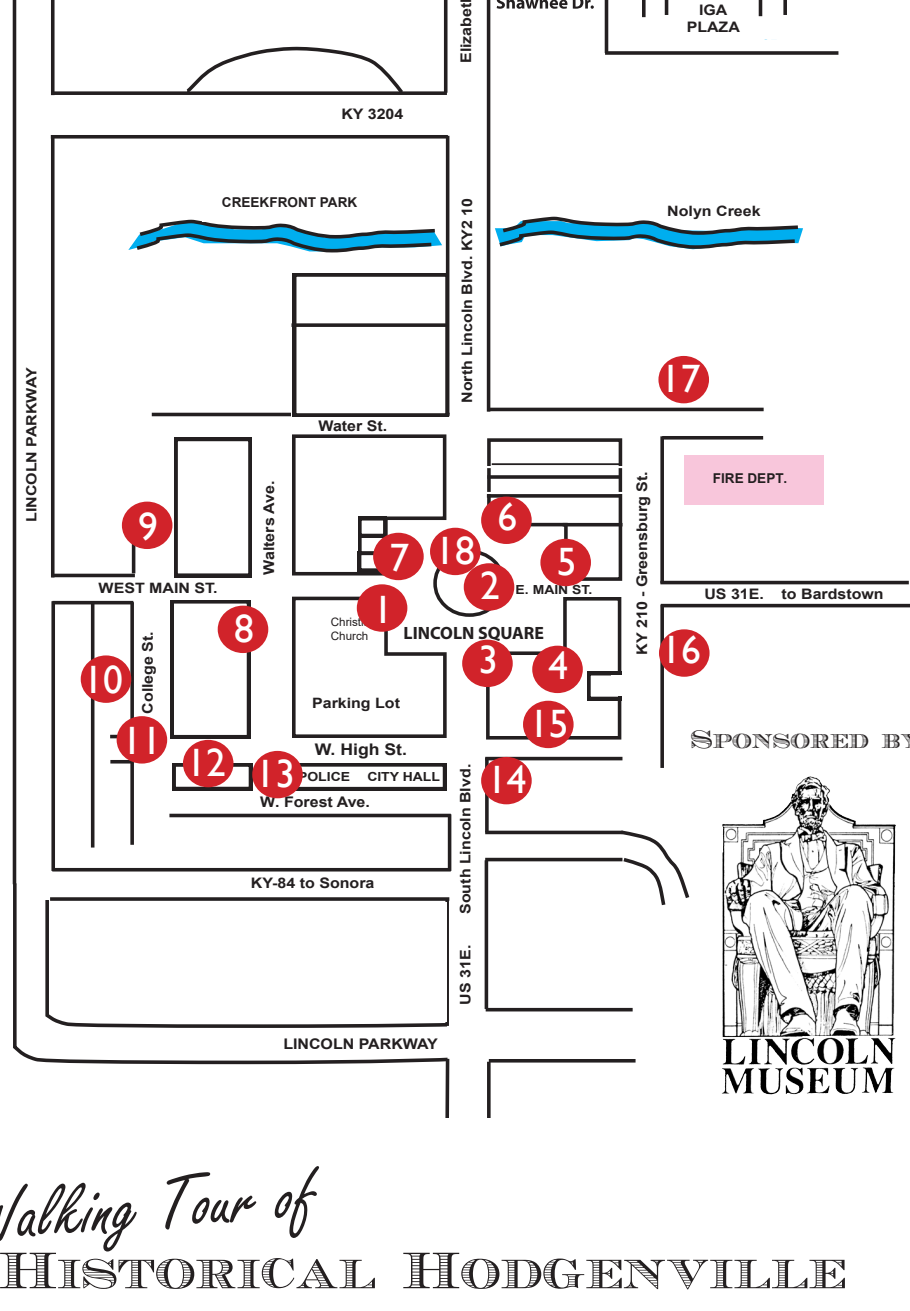 Shawnee Dr.
IGA
PLAZA
KY 3204
CREEKFRONT PARK
Nolyn Creek
North Lincoln Blvd. KY2 10
LINCOLN PARKWAY
17
Water St.
FIRE DEPT.
Walters Ave.
KY 210 - Greensburg St.
9
6
7
18
5
2
WEST MAIN ST.
E. MAIN ST.
US 31E. to Bardstown
1
8
Church
LINCOLN SQUARE
College St.
3
4
16
10
Parking Lot
15
11
W. High St.
SPONSORED BY
12
13
POLICE CITY HALL
14
W. Forest Ave.
South Lincoln Blvd.
KY-84 to Sonora
US 31E.
LINCOLN PARKWAY
LINCOLN
MUSEUM
Walking Tour of
HISTORICAL HODGENVILLE